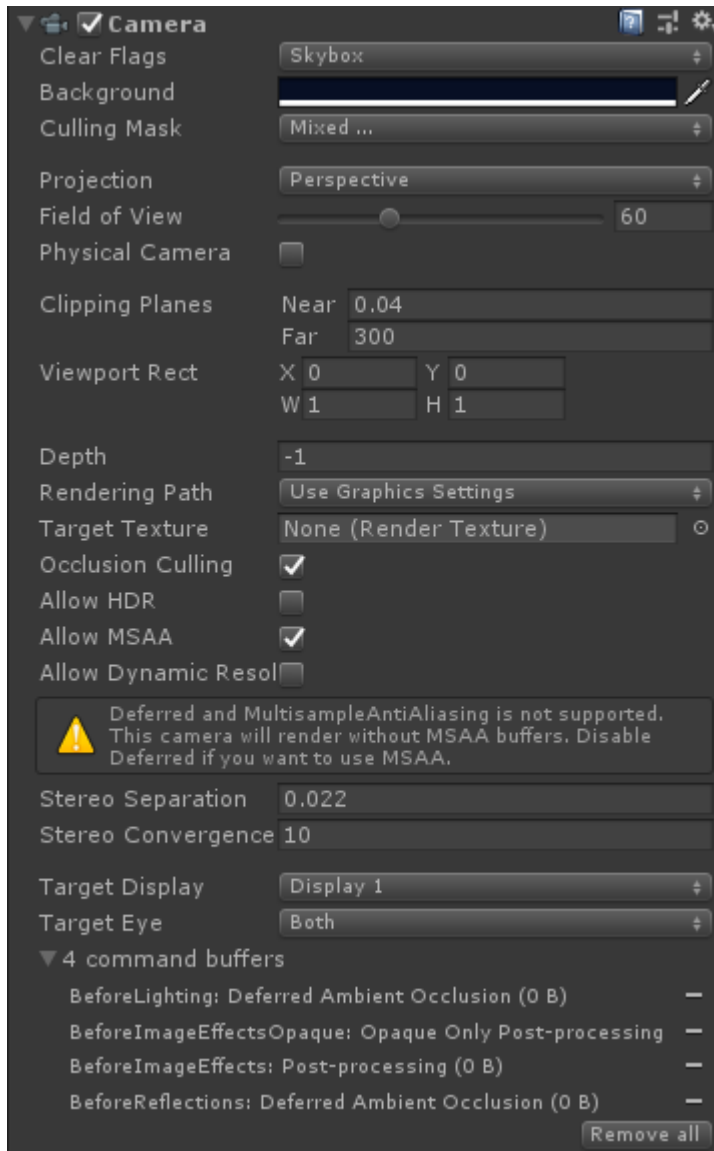 Camera
Clear Flags Skybox
Background
Culling Mask Mixed ...
Projection Perspective
Field of View 60
Physical Camera
Clipping Planes Near 0.04
Far 300
Viewport Rect X 0 Y 0
W 1 H 1
Depth -1
Rendering Path Use Graphics Settings
Target Texture None (Render Texture)
Occlusion Culling
Allow HDR
Allow MSAA
Allow Dynamic Resol
Deferred and MultisampleAntiAliasing is not supported.
This camera will render without MSAA buffers. Disable
Deferred if you want to use MSAA.
Stereo Separation 0.022
Stereo Convergence 10
Target Display Display 1
Target Eye Both
4 command buffers
BeforeLighting: Deferred Ambient Occlusion (0 B)
BeforeImageEffectsOpaque: Opaque Only Post-processing
BeforeImageEffects: Post-processing (0 B)
BeforeReflections: Deferred Ambient Occlusion (0 B)
Remove all